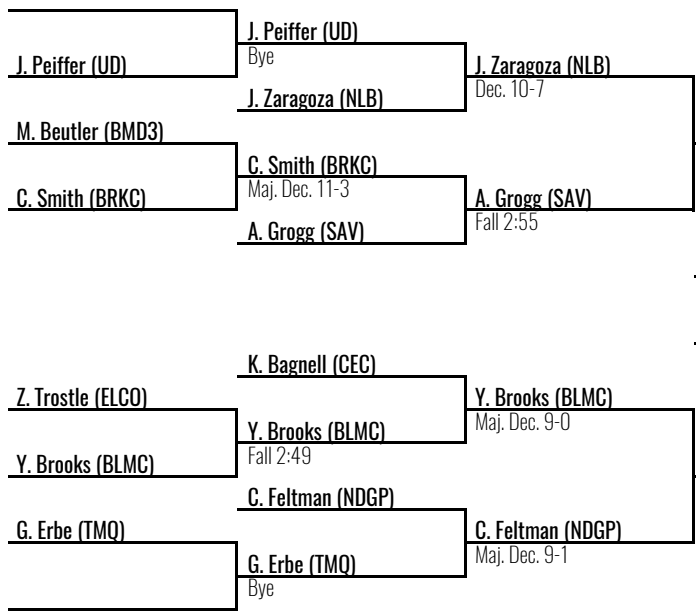 J. Peiffer (UD)
J. Peiffer (UD)
Bye
J. Zaragoza (NLB)
J. Zaragoza (NLB)
Dec. 10-7
M. Beutler (BMD3)
C. Smith (BRKC)
C. Smith (BRKC)
Maj. Dec. 11-3
A. Grogg (SAV)
A. Grogg (SAV)
Fall 2:55
K. Bagnell (CEC)
Z. Trostle (ELCO)
Y. Brooks (BLMC)
Y. Brooks (BLMC)
Fall 2:49
Y. Brooks (BLMC)
Maj. Dec. 9-0
C. Feltman (NDGP)
G. Erbe (TMQ)
G. Erbe (TMQ)
Bye
C. Feltman (NDGP)
Maj. Dec. 9-1